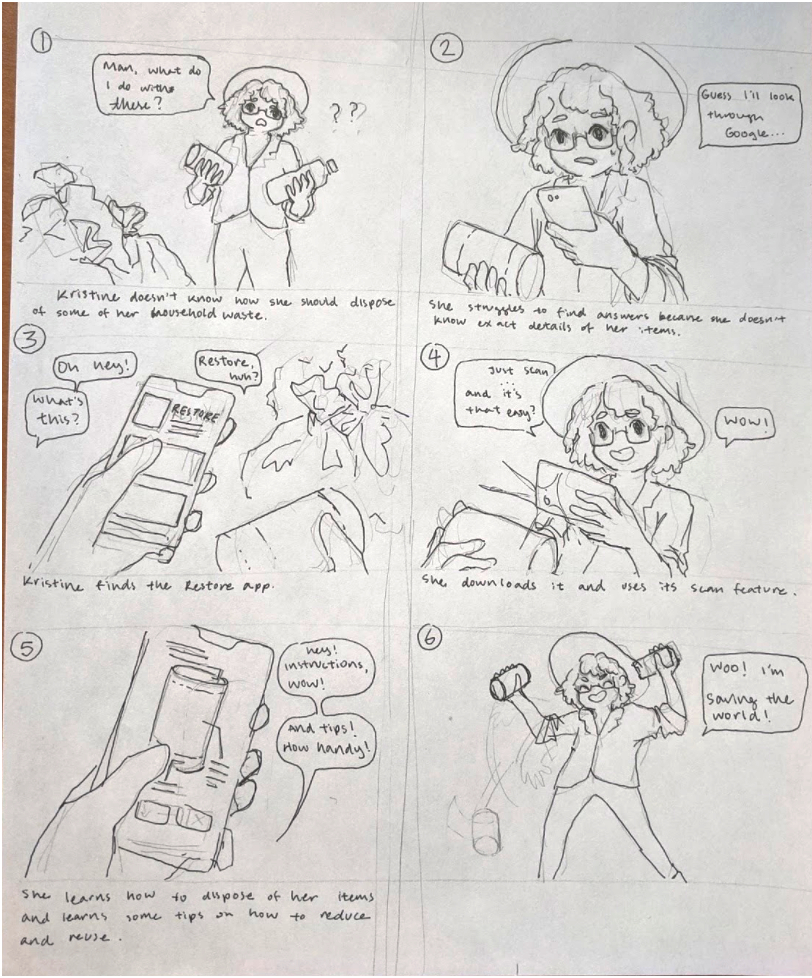 1
Man, what do
I do withe
these?
? ?
Kristine doesn't know how she should dispose
of some of her household waste.
2
Guess I'll look
through
Google...
She struggles to find answers because she doesn't
know exact details of her items.
3
Oh hey!
What's
this?
Restore,
huh?
RESTORE
Kristine finds the Restore app.
4
Just scan
...
and it's
that easy?
WOW!
She downloads it and uses its scan feature.
5
hey!
instructions,
wow!
And tips!
How handy!
She learns how to dispose of her items
and learns some tips on how to reduce
and reuse.
6
Woo! I'm
saving the
world!